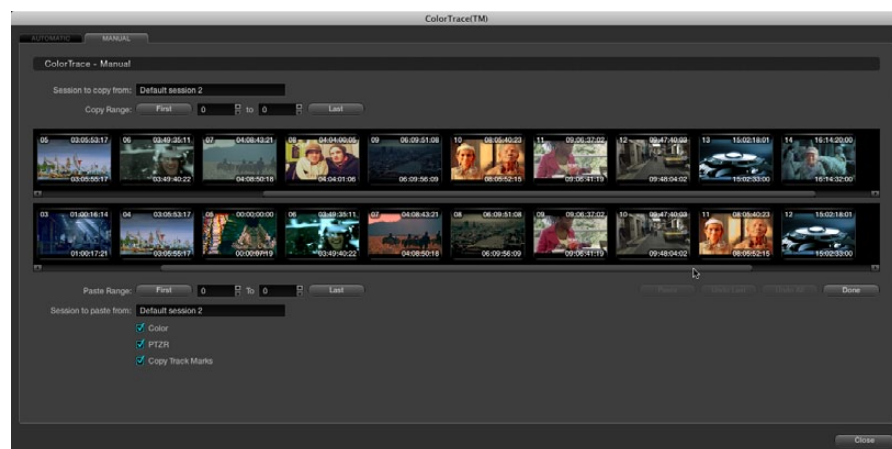 ColorTrace(TM)
AUTOMATIC MANUAL
ColorTrace - Manual
Session to copy from: Default session 2
Copy Range: First 0 to 0 Last
05 03:05:53:17 06 03:49:35:11 07 04:08:43:21 08 04:04:00:05 09 06:09:51:08 10 08:05:40:23 11 09:06:37:02 12 09:47:40:03 13 15:02:18:01 14 16:14:20:00
03:05:55:17 03:49:40:22 04:08:50:18 04:04:01:06 06:09:56:09 08:05:52:15 09:06:41:19 09:48:04:02 15:02:33:00 16:14:32:00
03 01:00:16:14 04 03:05:53:17 05 00:00:00:00 06 03:49:35:11 07 04:08:43:21 08 06:09:51:08 09 09:06:37:02 10 09:47:40:03 11 08:05:40:23 12 15:02:18:01
01:00:17:21 03:05:55:17 00:00:07:19 03:49:40:22 04:08:50:18 06:09:56:09 09:06:41:19 09:48:04:02 08:05:52:15 15:02:33:00
Paste Range: First 0 To 0 Last Paste Undo Last Undo All Done
Session to paste from: Default session 2
Color
PTZR
Copy Track Marks
Close